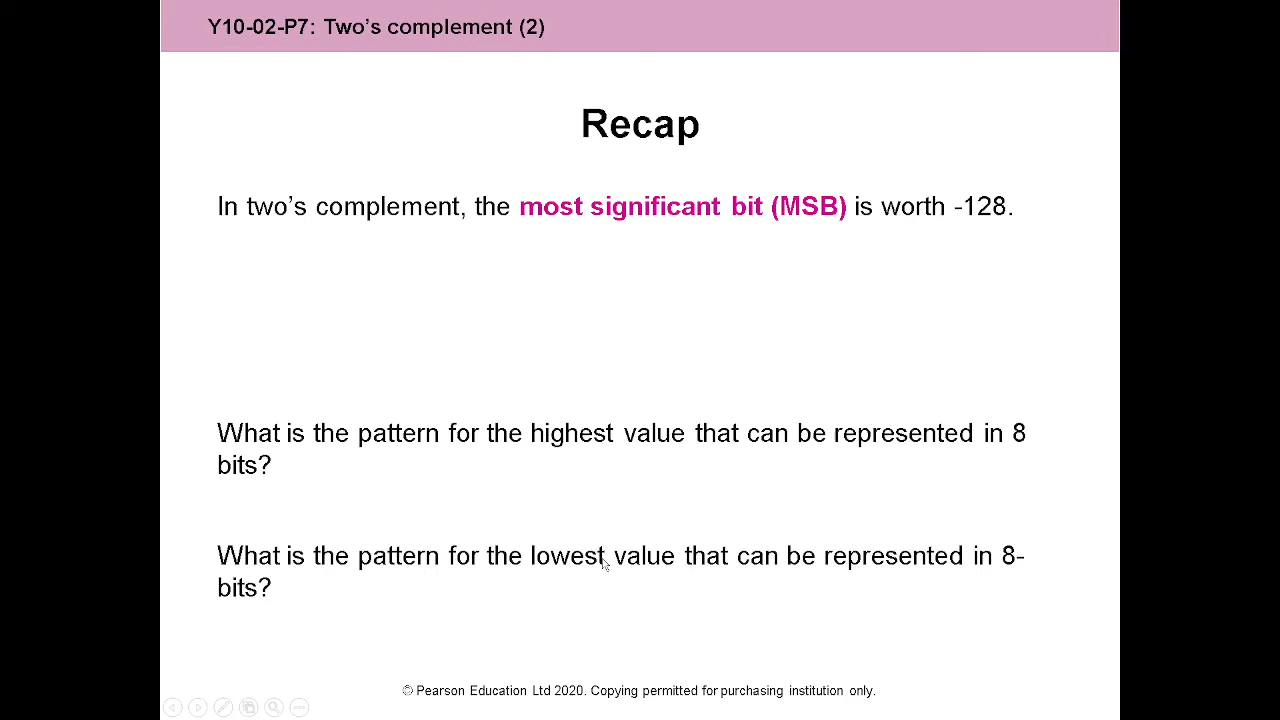 Y10-02-P7: Two's complement (2)
Recap
In two's complement, the most significant bit (MSB) is worth -128.
What is the pattern for the highest value that can be represented in 8
bits?
What is the pattern for the lowest value that can be represented in 8-
bits?
© Pearson Education Ltd 2020. Copying permitted for purchasing institution only.